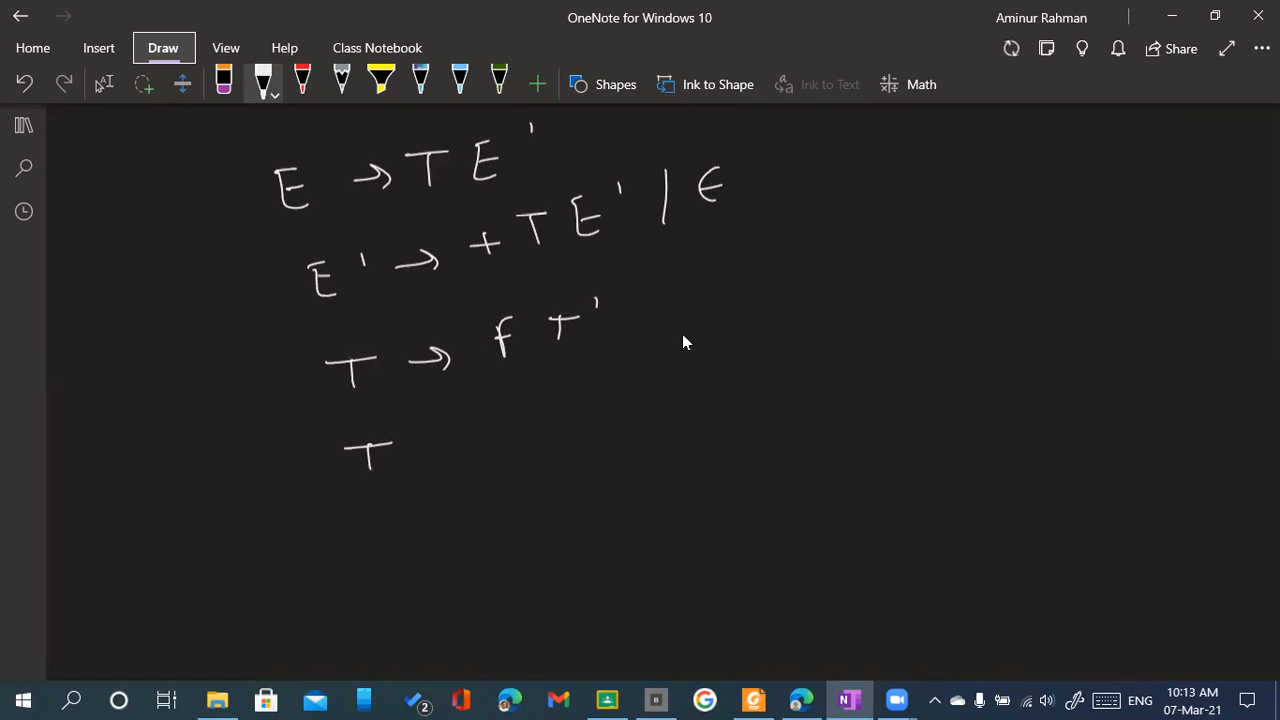 OneNote for Windows 10
Aminur Rahman
Home Insert Draw View Help Class Notebook
Share
Shapes Ink to Shape Ink to Text Math
E → T E'
E' → + T E' | ϵ
T → f T'
T
2
ENG
10:13 AM
07-Mar-21